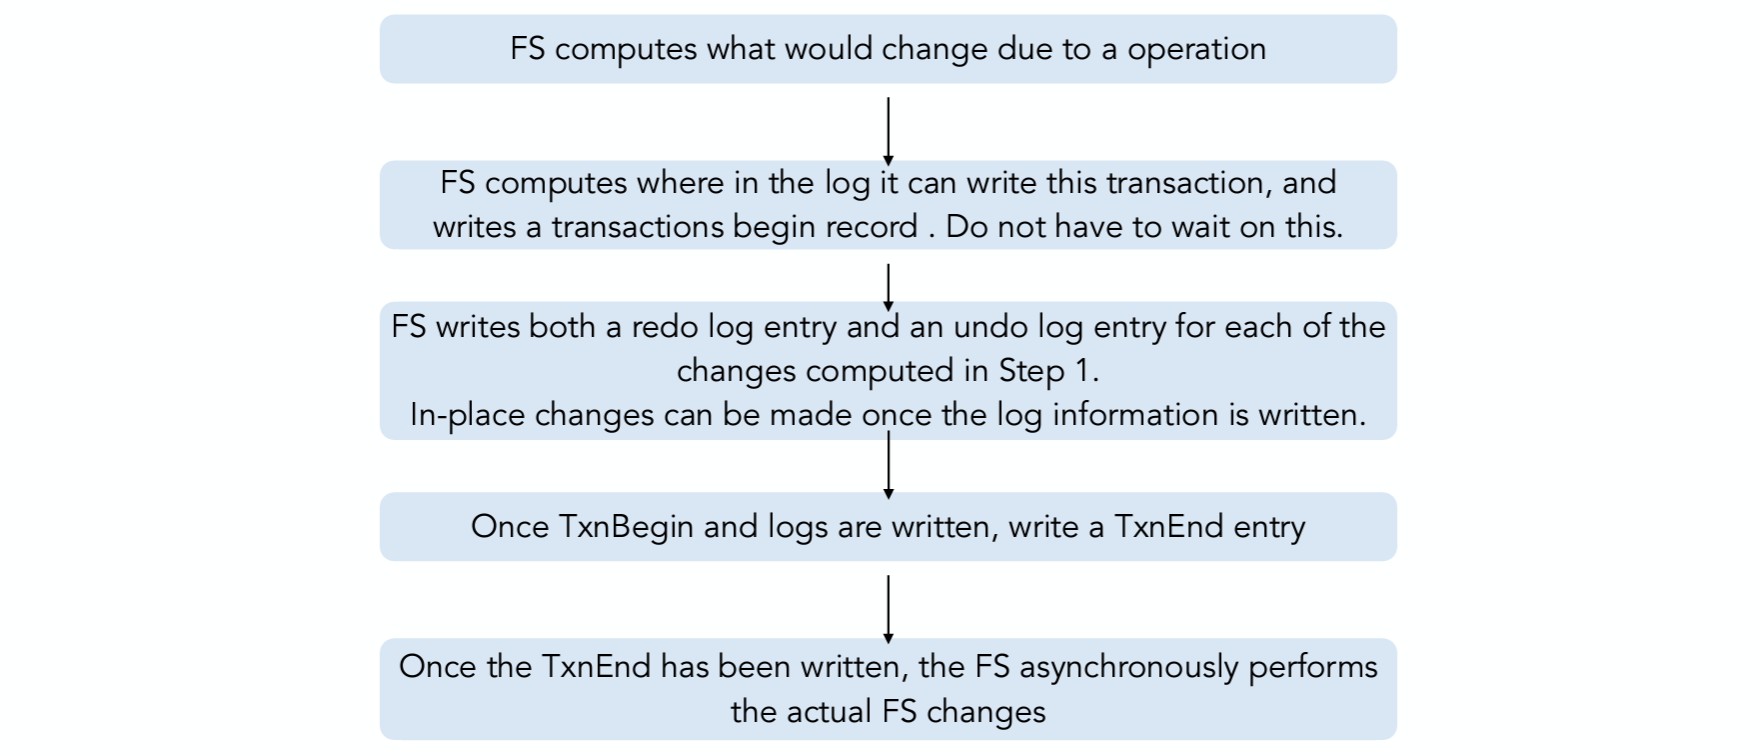 FS computes what would change due to a operation
FS computes where in the log it can write this transaction, and
writes a transactions begin record . Do not have to wait on this.
FS writes both a redo log entry and an undo log entry for each of the
changes computed in Step 1.
In-place changes can be made once the log information is written.
Once TxnBegin and logs are written, write a TxnEnd entry
Once the TxnEnd has been written, the FS asynchronously performs
the actual FS changes